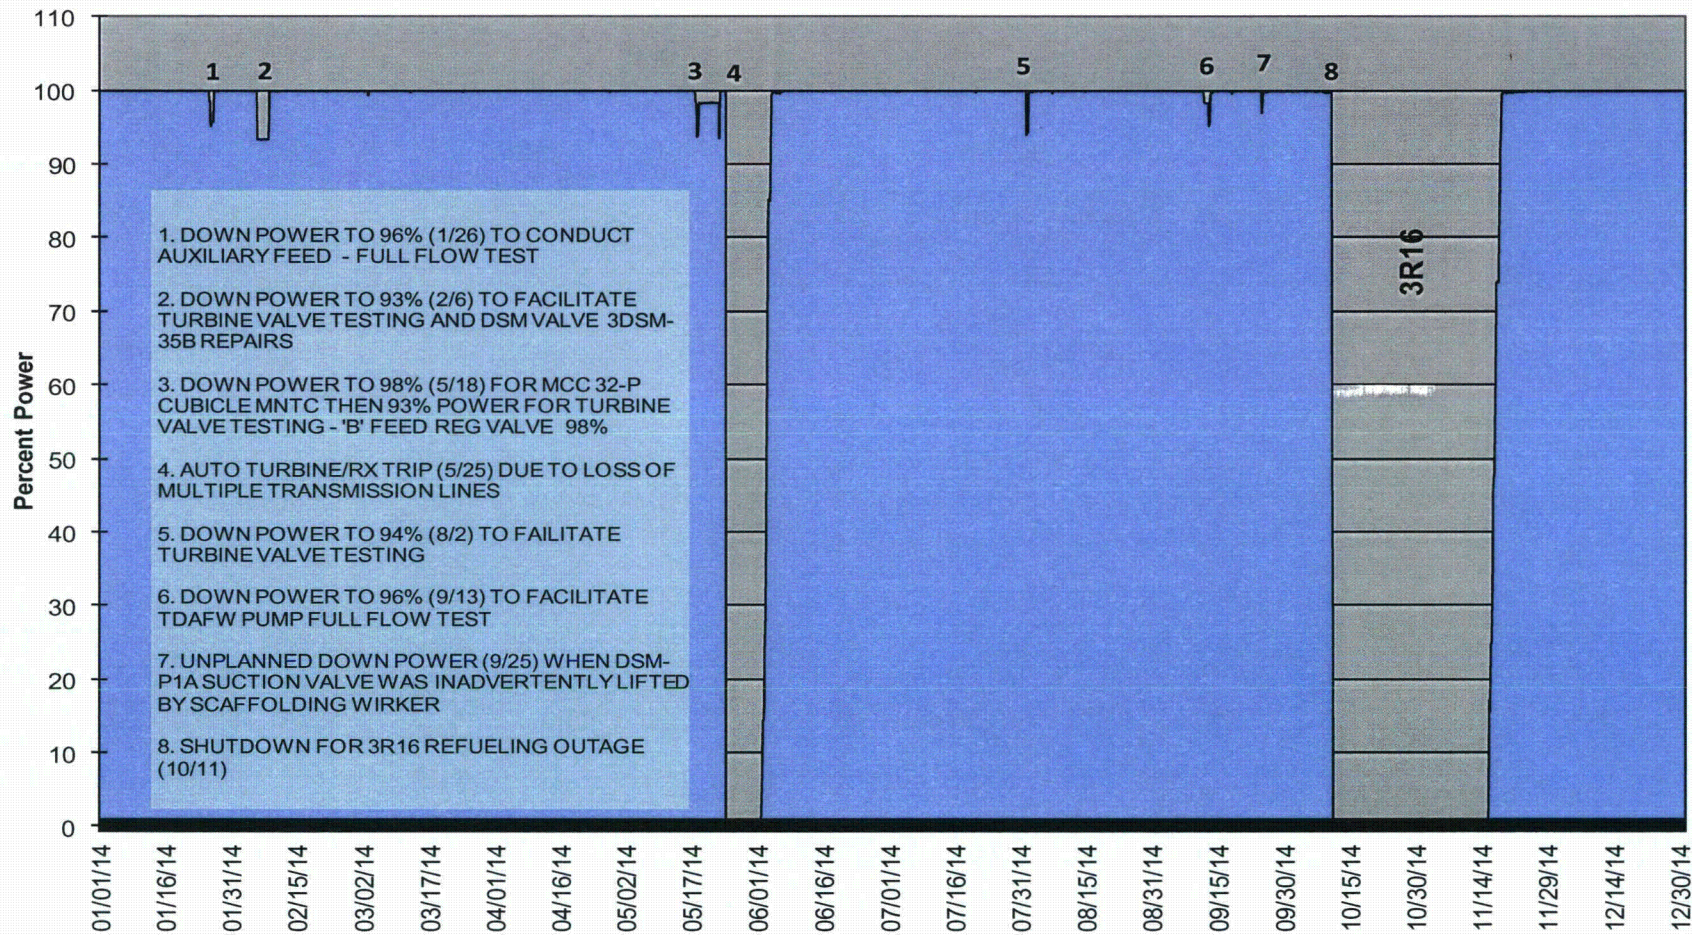 110
1 2 3 4 5 6 7 8
100
90
80
70
60
50
40
30
20
10
0
Percent Power
1. DOWN POWER TO 96% (1/26) TO CONDUCT
AUXILIARY FEED - FULL FLOW TEST
2. DOWN POWER TO 93% (2/6) TO FACILITATE
TURBINE VALVE TESTING AND DSM VALVE 3DSM-
35B REPAIRS
3. DOWN POWER TO 98% (5/18) FOR MCC 32-P
CUBICLE MNTC THEN 93% POWER FOR TURBINE
VALVE TESTING - 'B' FEED REG VALVE 98%
4. AUTO TURBINE/RX TRIP (5/25) DUE TO LOSS OF
MULTIPLE TRANSMISSION LINES
5. DOWN POWER TO 94% (8/2) TO FAILITATE
TURBINE VALVE TESTING
6. DOWN POWER TO 96% (9/13) TO FACILITATE
TDAFW PUMP FULL FLOW TEST
7. UNPLANNED DOWN POWER (9/25) WHEN DSM-
P1A SUCTION VALVE WAS INADVERTENTLY LIFTED
BY SCAFFOLDING WIRKER
8. SHUTDOWN FOR 3R16 REFUELING OUTAGE
(10/11)
3R16
01/01/14
01/16/14
01/31/14
02/15/14
03/02/14
03/17/14
04/01/14
04/16/14
05/02/14
05/17/14
06/01/14
06/16/14
07/01/14
07/16/14
07/31/14
08/15/14
08/31/14
09/15/14
09/30/14
10/15/14
10/30/14
11/14/14
11/29/14
12/14/14
12/30/14